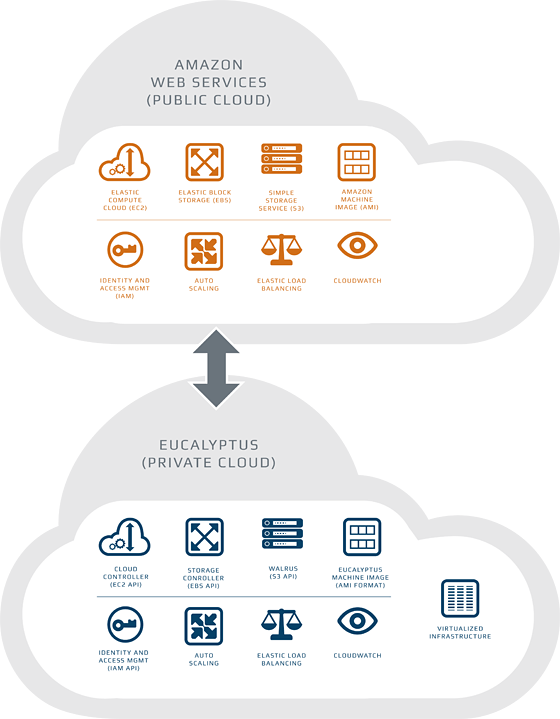 AMAZON
WEB SERVICES
(PUBLIC CLOUD)
ELASTIC
COMPUTE
CLOUD (EC2)
ELASTIC BLOCK
STORAGE (EBS)
SIMPLE
STORAGE
SERVICE (S3)
AMAZON
MACHINE
IMAGE (AMI)
IDENTITY AND
ACCESS MGMT
(IAM)
AUTO
SCALING
ELASTIC LOAD
BALANCING
CLOUDWATCH
EUCALYPTUS
(PRIVATE CLOUD)
CLOUD
CONTROLLER
(EC2 API)
STORAGE
CONROLLER
(EBS API)
WALRUS
(S3 API)
EUCALYPTUS
MACHINE IMAGE
(AMI FORMAT)
IDENTITY AND
ACCESS MGMT
(IAM API)
AUTO
SCALING
ELASTIC LOAD
BALANCING
CLOUDWATCH
VIRTUALIZED
INFRASTRUCTURE